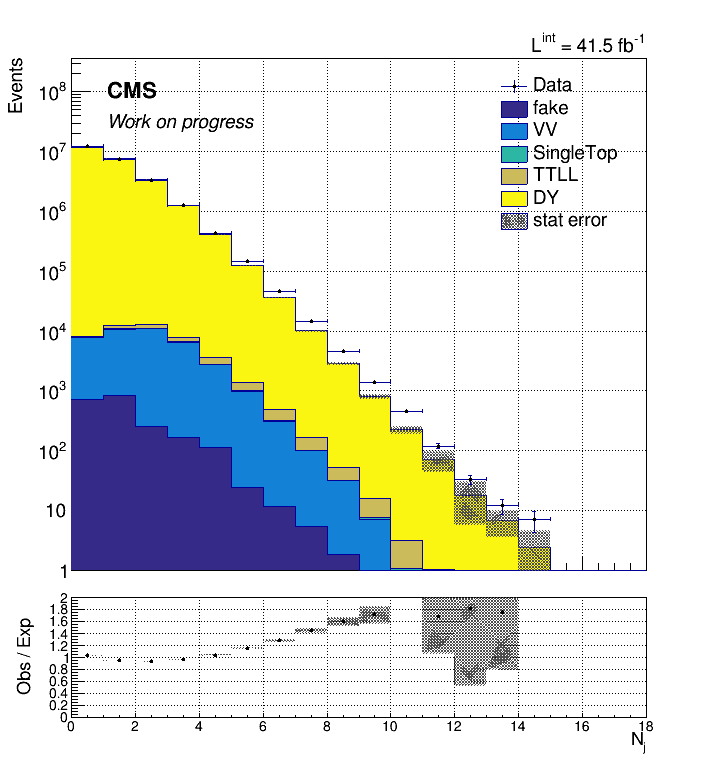 L^int = 41.5 fb^-1
Events
CMS
Work on progress
Data
fake
VV
SingleTop
TTLL
DY
stat error
10^8
10^7
10^6
10^5
10^4
10^3
10^2
10
1
Obs / Exp
2
1.8
1.6
1.4
1.2
1
0.8
0.6
0.4
0.2
0
0 2 4 6 8 10 12 14 16 18
N_j